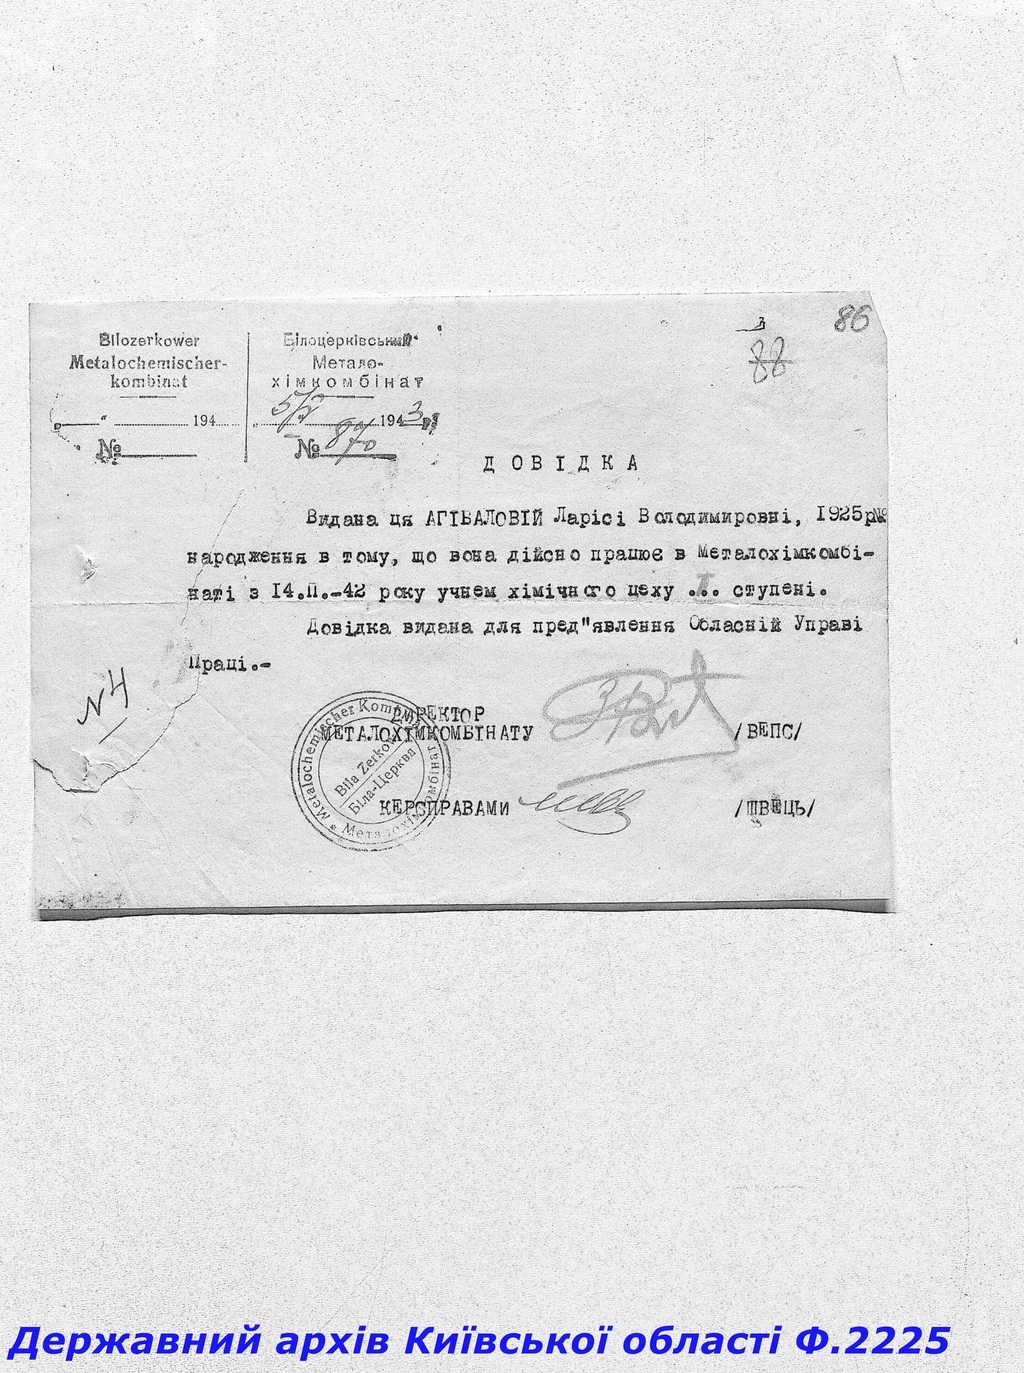 86
88
Bilozerkower
Metalochemischer-
kombinat
" 194
№
Білоцерківський
Метало-
хімкомбінат
5/V 1943
№ 870
ДОВІДКА
Видана ця АГІБАЛОВІЙ Ларісі Володимировні, 1925р
народження в тому, що вона дійсно працює в Металохімкомбі-
наті з 14.II.-42 року учнем хімічного цеху .I. ступені.
Довідка видана для пред"явлення Обласній Управі
Праці.-
N4
ДИРЕКТОР
МЕТАЛОХІМКОМБІНАТУ /ВЕПС/
Metalochemischer Kombinat
Bila Zerkow
Біла-Церква
Металохімкомбінат
КЕРСПРАВАМИ /ШВЕЦЬ/
Державний архів Київської області Ф.2225